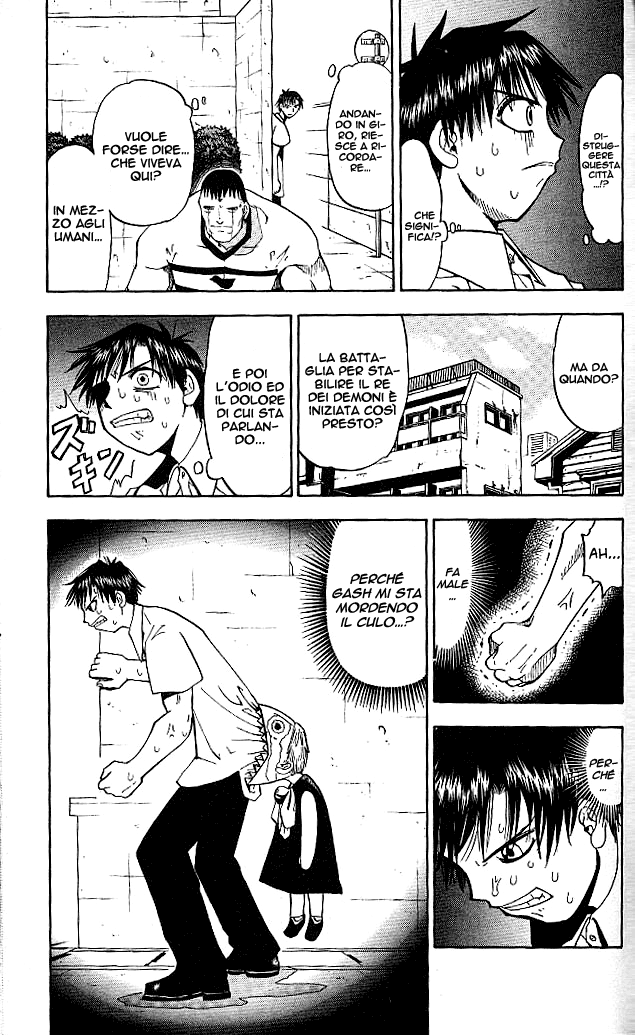 DI-
STRUG-
GERE
QUESTA
CITTÀ
...!?
CHE
SIGNI-
FICA!?
ANDAN-
DO IN GI-
RO, RIE-
SCE A RI-
CORDA-
RE...
VUOLE
FORSE DIRE...
...CHE VIVEVA
QUI?
IN MEZ-
ZO AGLI
UMANI...
MA DA
QUANDO?
LA BATTA-
GLIA PER STA-
BILIRE IL RE
DEI DEMONI È
INIZIATA COSÌ
PRESTO?
E POI
L'ODIO ED
IL DOLORE
DI CUI STA
PARLAN-
DO...
ズキン
AH...
FA
MALE
...
PER-
CHÉ
...
PERCHÉ
GASH MI STA
MORDENDO
IL CULO...?